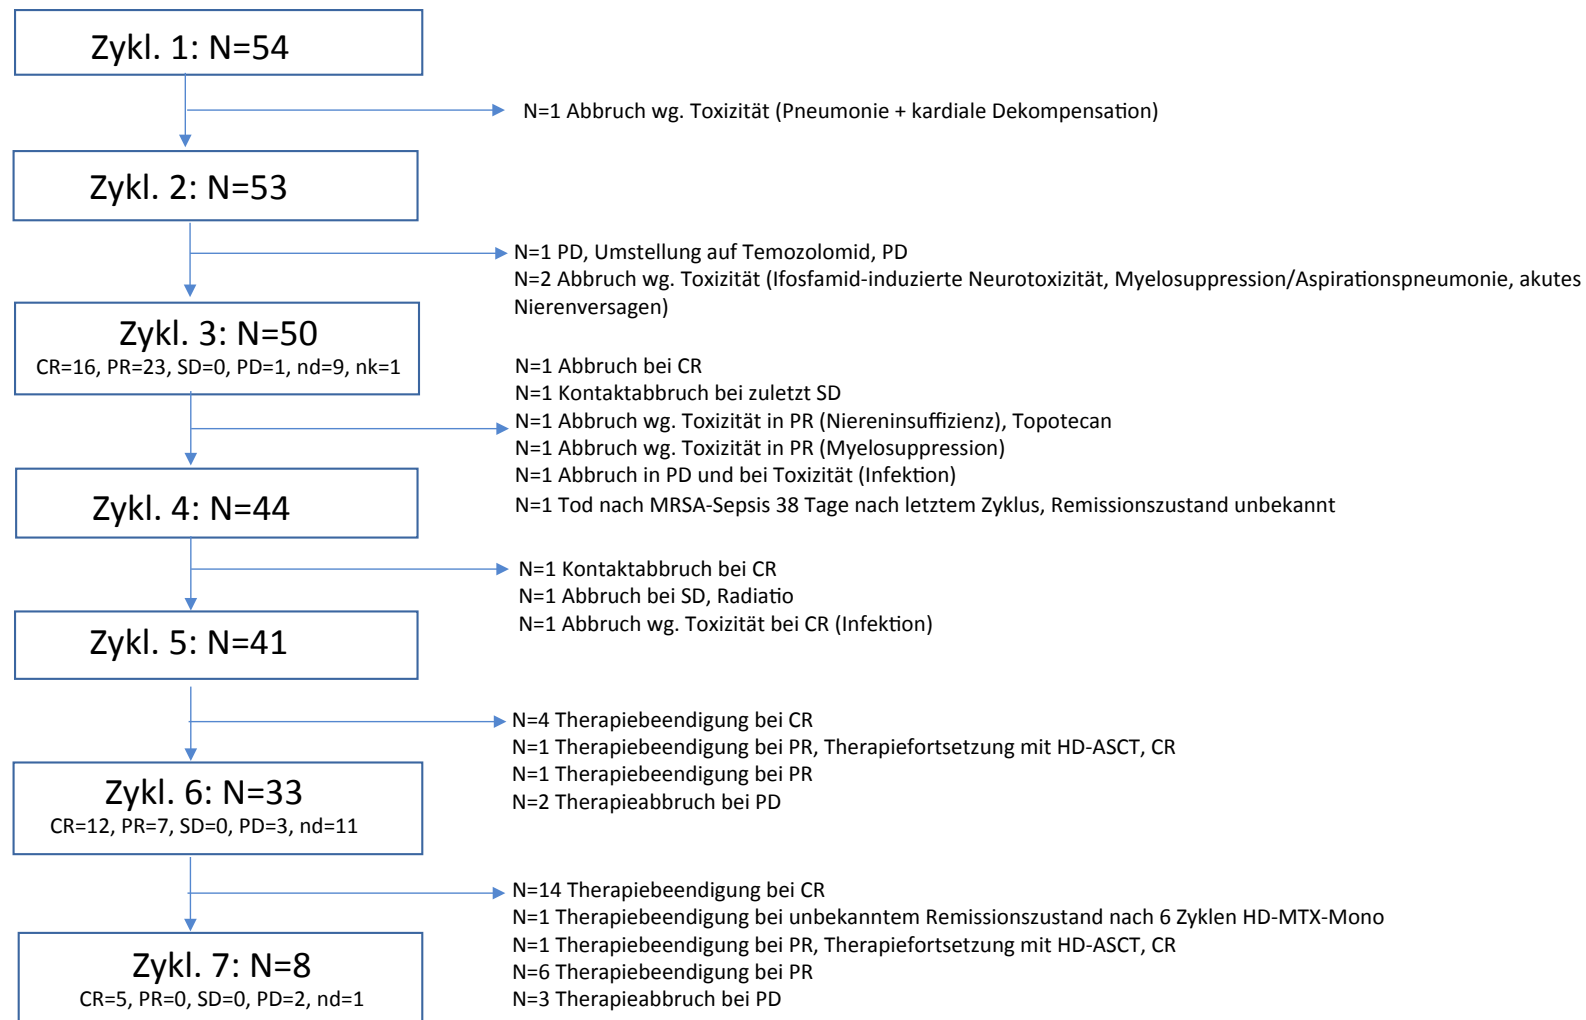 Zykl. 1: N=54
N=1 Abbruch wg. Toxizität (Pneumonie + kardiale Dekompensation)
Zykl. 2: N=53
N=1 PD, Umstellung auf Temozolomid, PD
N=2 Abbruch wg. Toxizität (Ifosfamid-induzierte Neurotoxizität, Myelosuppression/Aspirationspneumonie, akutes
Nierenversagen)
Zykl. 3: N=50
CR=16, PR=23, SD=0, PD=1, nd=9, nk=1
N=1 Abbruch bei CR
N=1 Kontaktabbruch bei zuletzt SD
N=1 Abbruch wg. Toxizität in PR (Niereninsuffizienz), Topotecan
N=1 Abbruch wg. Toxizität in PR (Myelosuppression)
N=1 Abbruch in PD und bei Toxizität (Infektion)
N=1 Tod nach MRSA-Sepsis 38 Tage nach letztem Zyklus, Remissionszustand unbekannt
Zykl. 4: N=44
N=1 Kontaktabbruch bei CR
N=1 Abbruch bei SD, Radiatio
N=1 Abbruch wg. Toxizität bei CR (Infektion)
Zykl. 5: N=41
N=4 Therapiebeendigung bei CR
N=1 Therapiebeendigung bei PR, Therapiefortsetzung mit HD-ASCT, CR
N=1 Therapiebeendigung bei PR
N=2 Therapieabbruch bei PD
Zykl. 6: N=33
CR=12, PR=7, SD=0, PD=3, nd=11
N=14 Therapiebeendigung bei CR
N=1 Therapiebeendigung bei unbekanntem Remissionszustand nach 6 Zyklen HD-MTX-Mono
N=1 Therapiebeendigung bei PR, Therapiefortsetzung mit HD-ASCT, CR
N=6 Therapiebeendigung bei PR
N=3 Therapieabbruch bei PD
Zykl. 7: N=8
CR=5, PR=0, SD=0, PD=2, nd=1